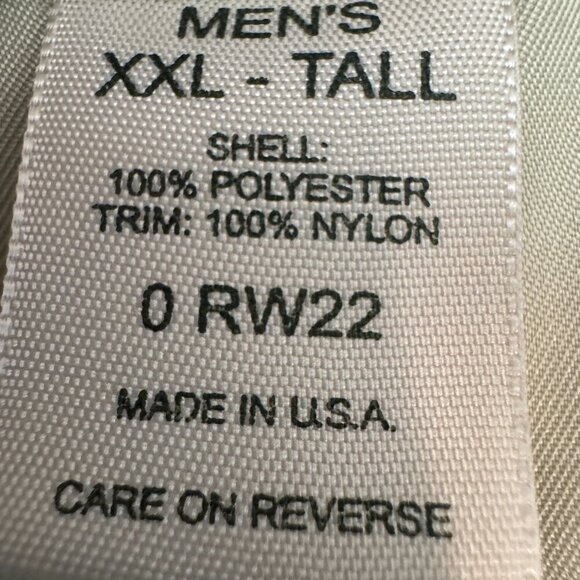 MEN'S
XXL - TALL
SHELL:
100% POLYESTER
TRIM: 100% NYLON
0 RW22
MADE IN U.S.A.
CARE ON REVERSE